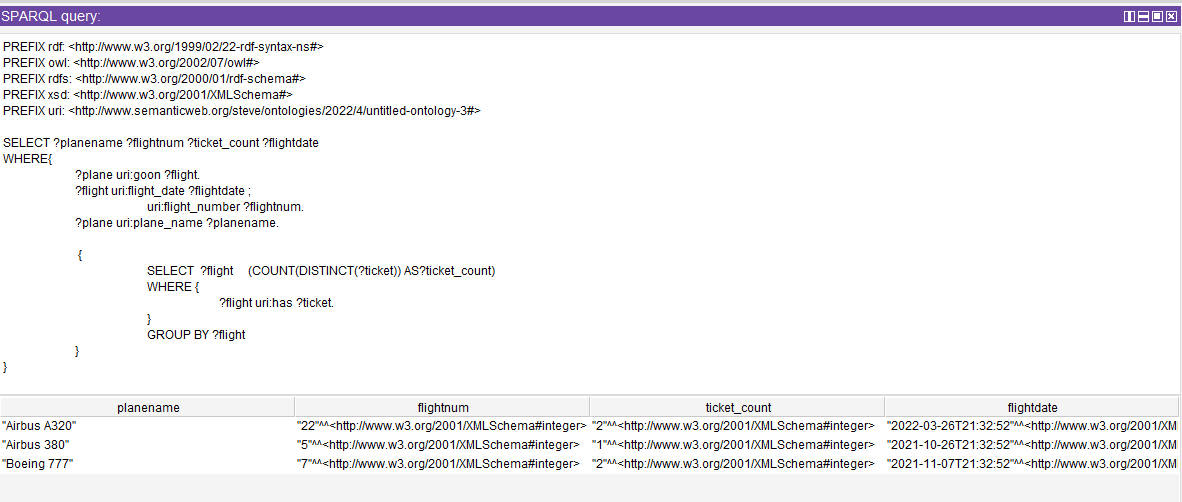 SPARQL query:
PREFIX rdf: <http://www.w3.org/1999/02/22-rdf-syntax-ns#>
PREFIX owl: <http://www.w3.org/2002/07/owl#>
PREFIX rdfs: <http://www.w3.org/2000/01/rdf-schema#>
PREFIX xsd: <http://www.w3.org/2001/XMLSchema#>
PREFIX uri: <http://www.semanticweb.org/steve/ontologies/2022/4/untitled-ontology-3#>
SELECT ?planename ?flightnum ?ticket_count ?flightdate
WHERE{
?plane uri:goon ?flight.
?flight uri:flight_date ?flightdate ;
uri:flight_number ?flightnum.
?plane uri:plane_name ?planename.
{
SELECT ?flight (COUNT(DISTINCT(?ticket)) AS?ticket_count)
WHERE {
?flight uri:has ?ticket.
}
GROUP BY ?flight
}
}
planename flightnum ticket_count flightdate
"Airbus A320" "22"^^<http://www.w3.org/2001/XMLSchema#integer> "2"^^<http://www.w3.org/2001/XMLSchema#integer> "2022-03-26T21:32:52"^^<http://www.w3.org/2001/XM
"Airbus 380" "5"^^<http://www.w3.org/2001/XMLSchema#integer> "1"^^<http://www.w3.org/2001/XMLSchema#integer> "2021-10-26T21:32:52"^^<http://www.w3.org/2001/XM
"Boeing 777" "7"^^<http://www.w3.org/2001/XMLSchema#integer> "2"^^<http://www.w3.org/2001/XMLSchema#integer> "2021-11-07T21:32:52"^^<http://www.w3.org/2001/XM